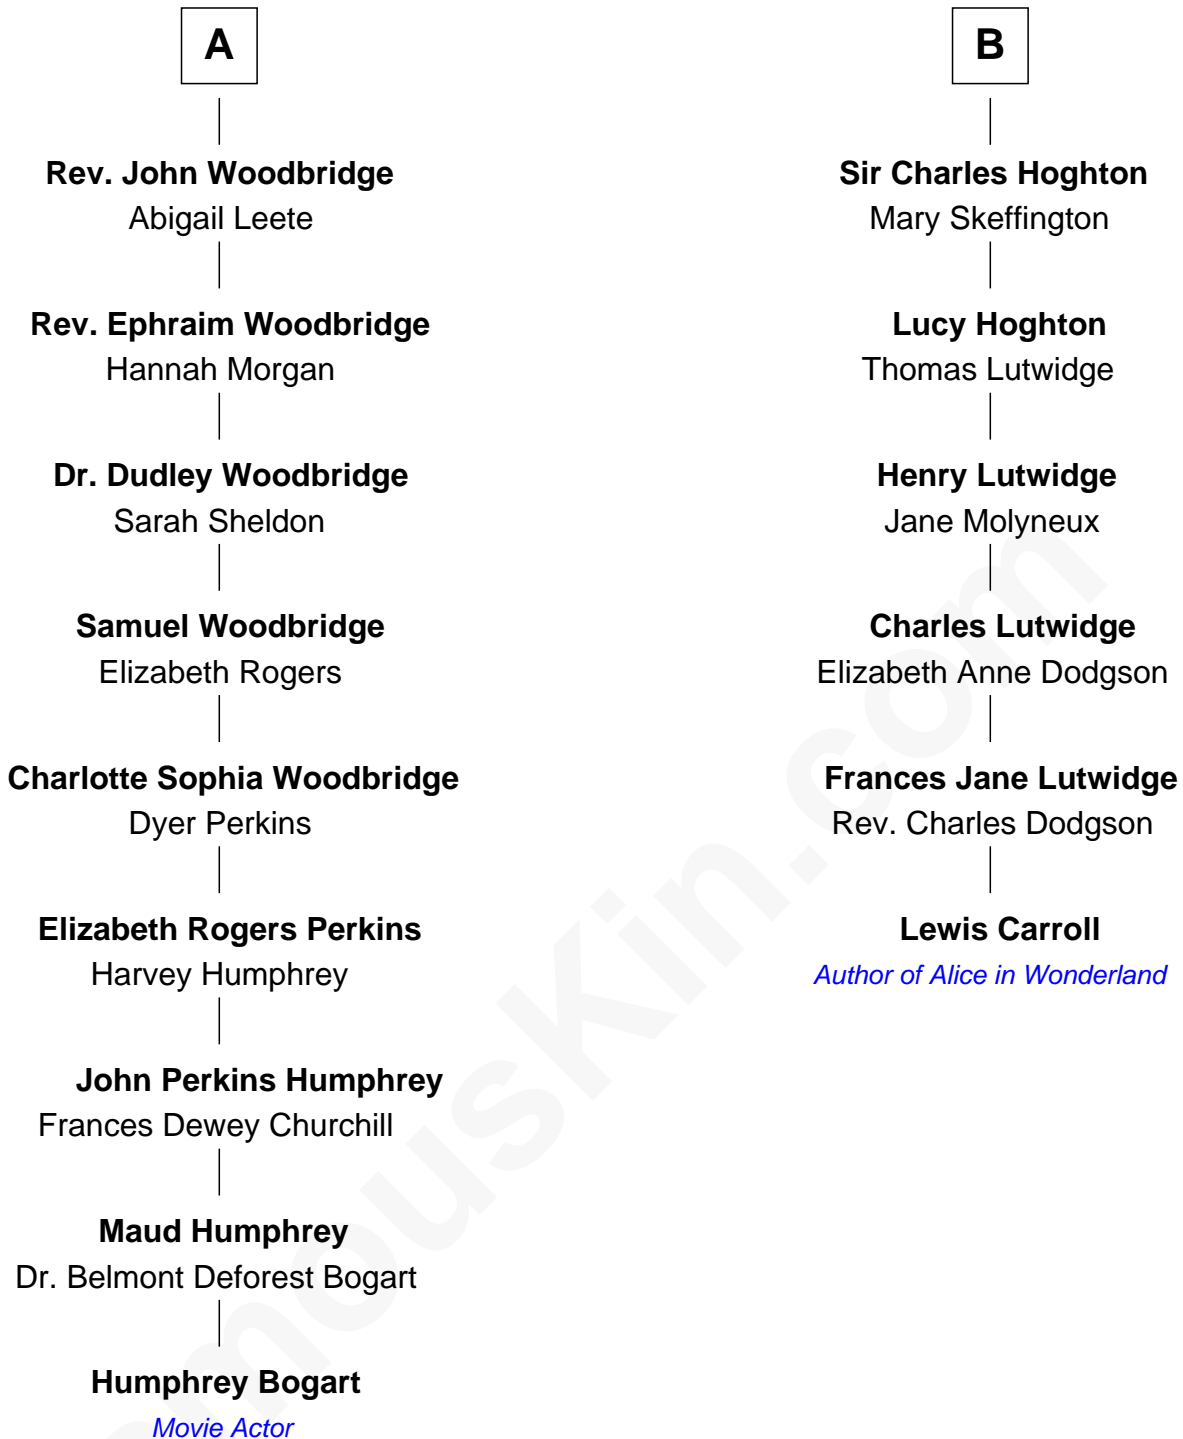 A
Rev. John Woodbridge
Abigail Leete
Rev. Ephraim Woodbridge
Hannah Morgan
Dr. Dudley Woodbridge
Sarah Sheldon
Samuel Woodbridge
Elizabeth Rogers
Charlotte Sophia Woodbridge
Dyer Perkins
Elizabeth Rogers Perkins
Harvey Humphrey
John Perkins Humphrey
Frances Dewey Churchill
Maud Humphrey
Dr. Belmont Deforest Bogart
Humphrey Bogart
Movie Actor
B
Sir Charles Hoghton
Mary Skeffington
Lucy Hoghton
Thomas Lutwidge
Henry Lutwidge
Jane Molyneux
Charles Lutwidge
Elizabeth Anne Dodgson
Frances Jane Lutwidge
Rev. Charles Dodgson
Lewis Carroll
Author of Alice in Wonderland
mousKin.com